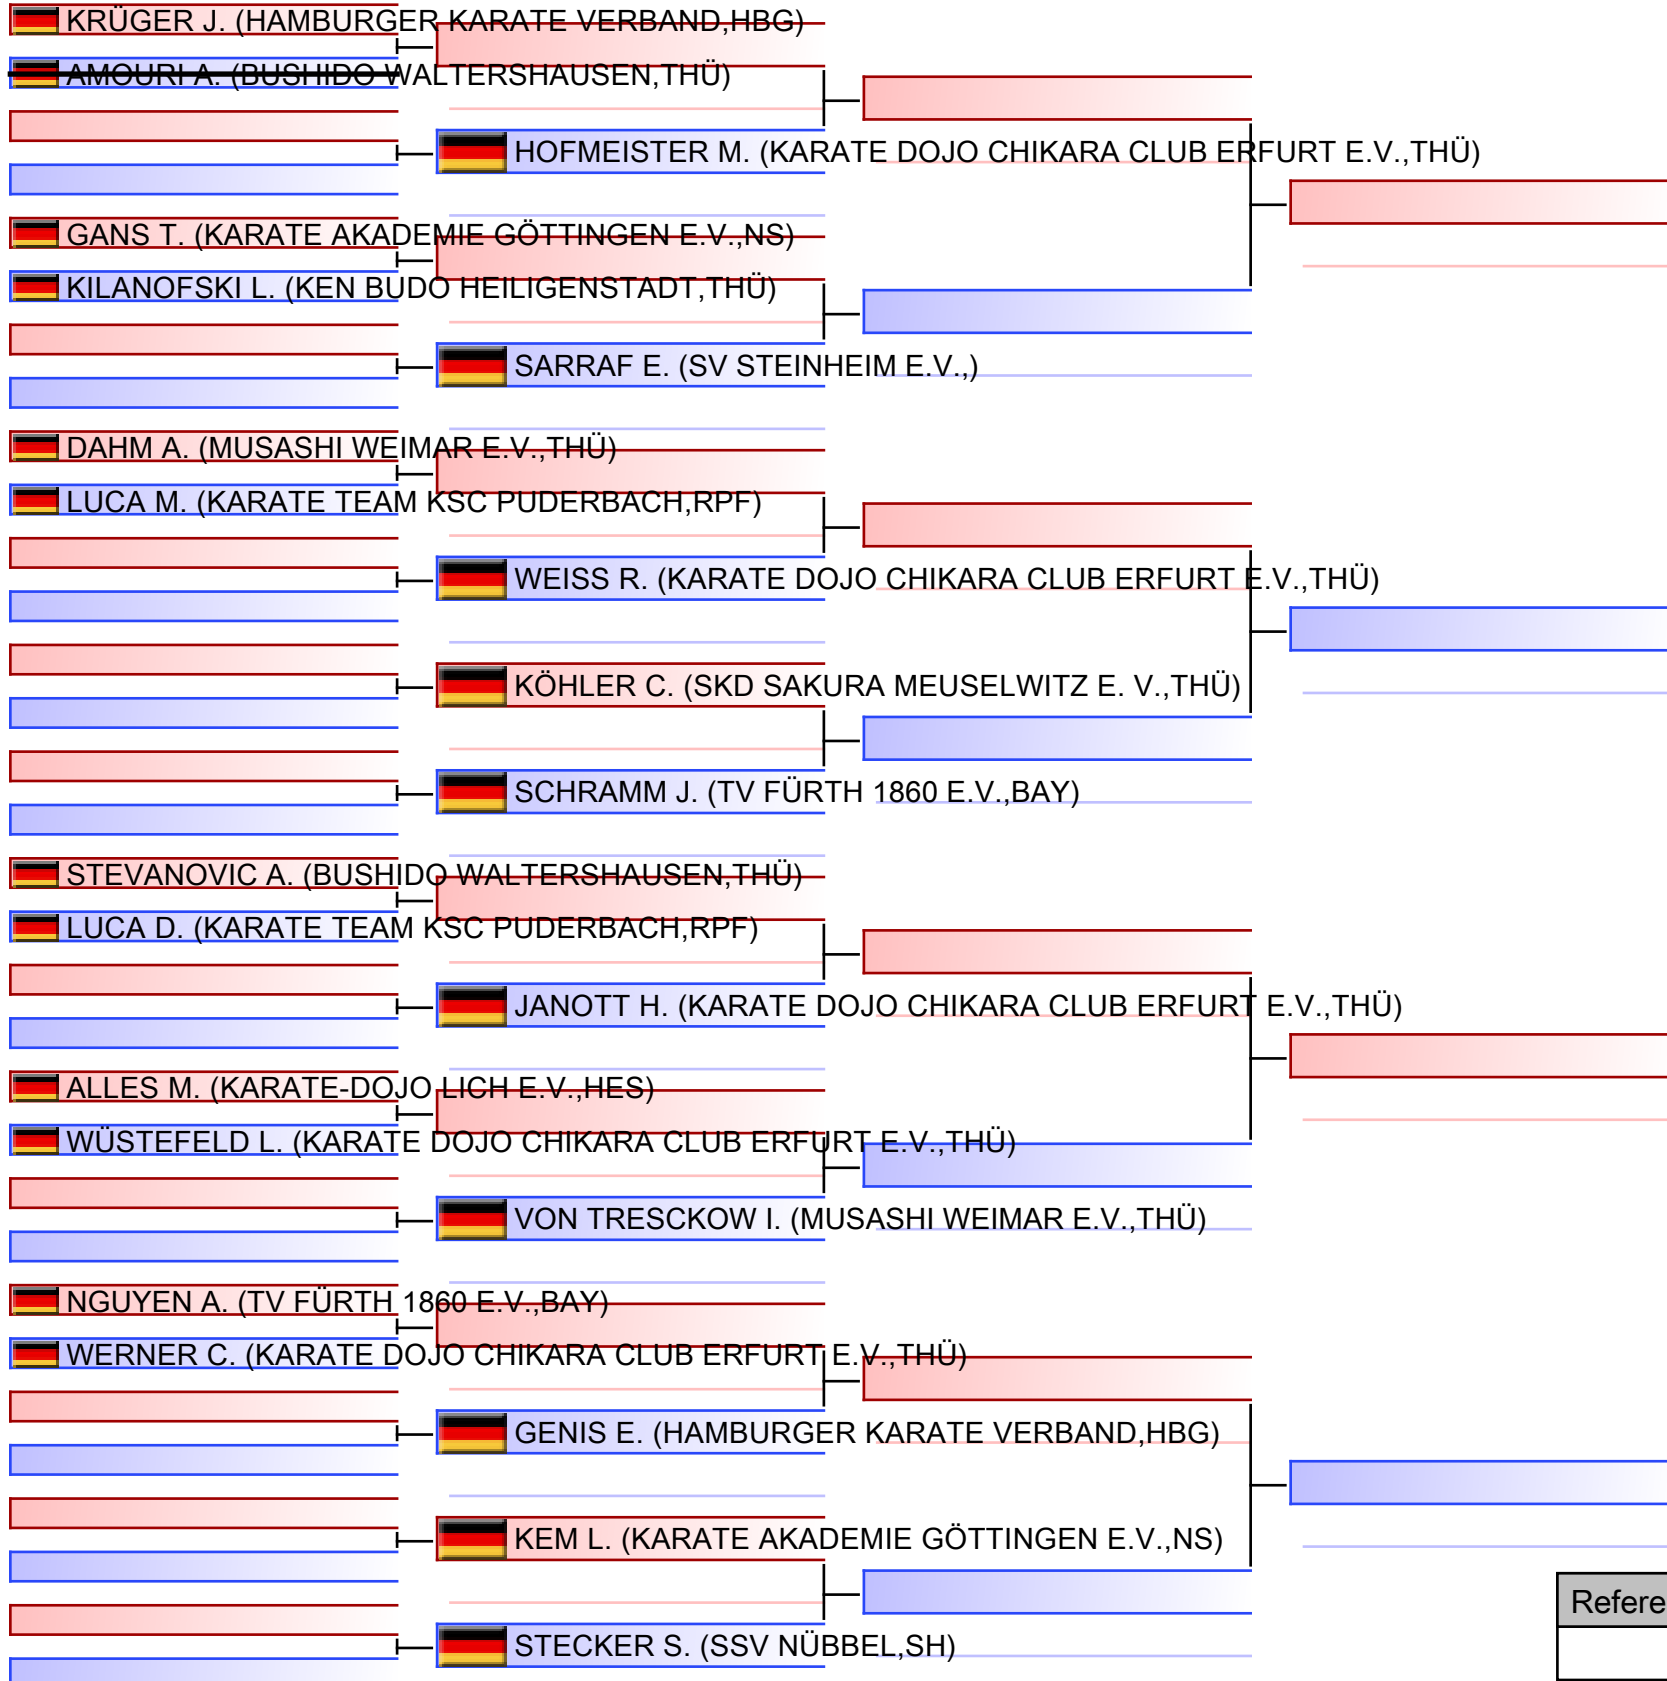 KRÜGER J. (HAMBURGER KARATE VERBAND,HBG)
AMOURI A. (BUSHIDO WALTERSHAUSEN,THÜ)
HOFMEISTER M. (KARATE DOJO CHIKARA CLUB ERFURT E.V.,THÜ)
GANS T. (KARATE AKADEMIE GÖTTINGEN E.V.,NS)
KILANOFSKI L. (KEN BUDO HEILIGENSTADT,THÜ)
SARRAF E. (SV STEINHEIM E.V.,)
DAHM A. (MUSASHI WEIMAR E.V.,THÜ)
LUCA M. (KARATE TEAM KSC PUDERBACH,RPF)
WEISS R. (KARATE DOJO CHIKARA CLUB ERFURT E.V.,THÜ)
KÖHLER C. (SKD SAKURA MEUSELWITZ E. V.,THÜ)
SCHRAMM J. (TV FÜRTH 1860 E.V.,BAY)
STEVANOVIC A. (BUSHIDO WALTERSHAUSEN,THÜ)
LUCA D. (KARATE TEAM KSC PUDERBACH,RPF)
JANOTT H. (KARATE DOJO CHIKARA CLUB ERFURT E.V.,THÜ)
ALLES M. (KARATE-DOJO LICH E.V.,HES)
WÜSTEFELD L. (KARATE DOJO CHIKARA CLUB ERFURT E.V.,THÜ)
VON TRESCKOW I. (MUSASHI WEIMAR E.V.,THÜ)
NGUYEN A. (TV FÜRTH 1860 E.V.,BAY)
WERNER C. (KARATE DOJO CHIKARA CLUB ERFURT E.V.,THÜ)
GENIS E. (HAMBURGER KARATE VERBAND,HBG)
KEM L. (KARATE AKADEMIE GÖTTINGEN E.V.,NS)
STECKER S. (SSV NÜBBEL,SH)
Refere